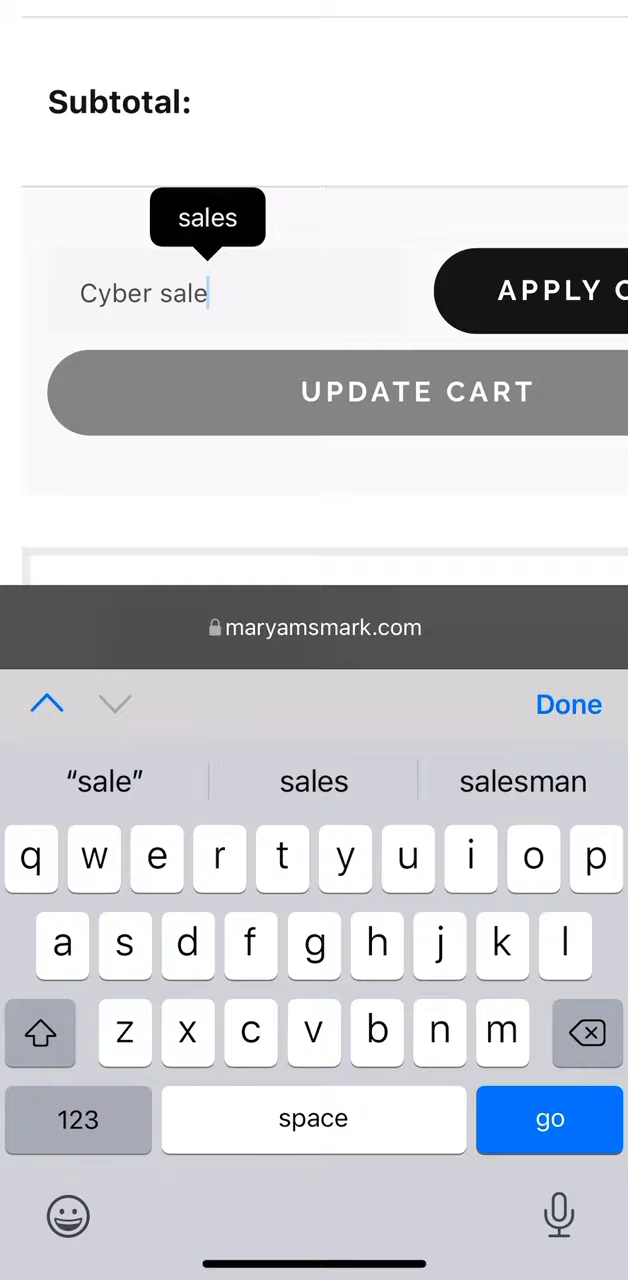 Subtotal:
sales
Cyber sale
APPLY
UPDATE CART
maryamsmark.com
Done
“sale”
sales
salesman
q w e r t y u i o p
a s d f g h j k l
z x c v b n m
123
space
go